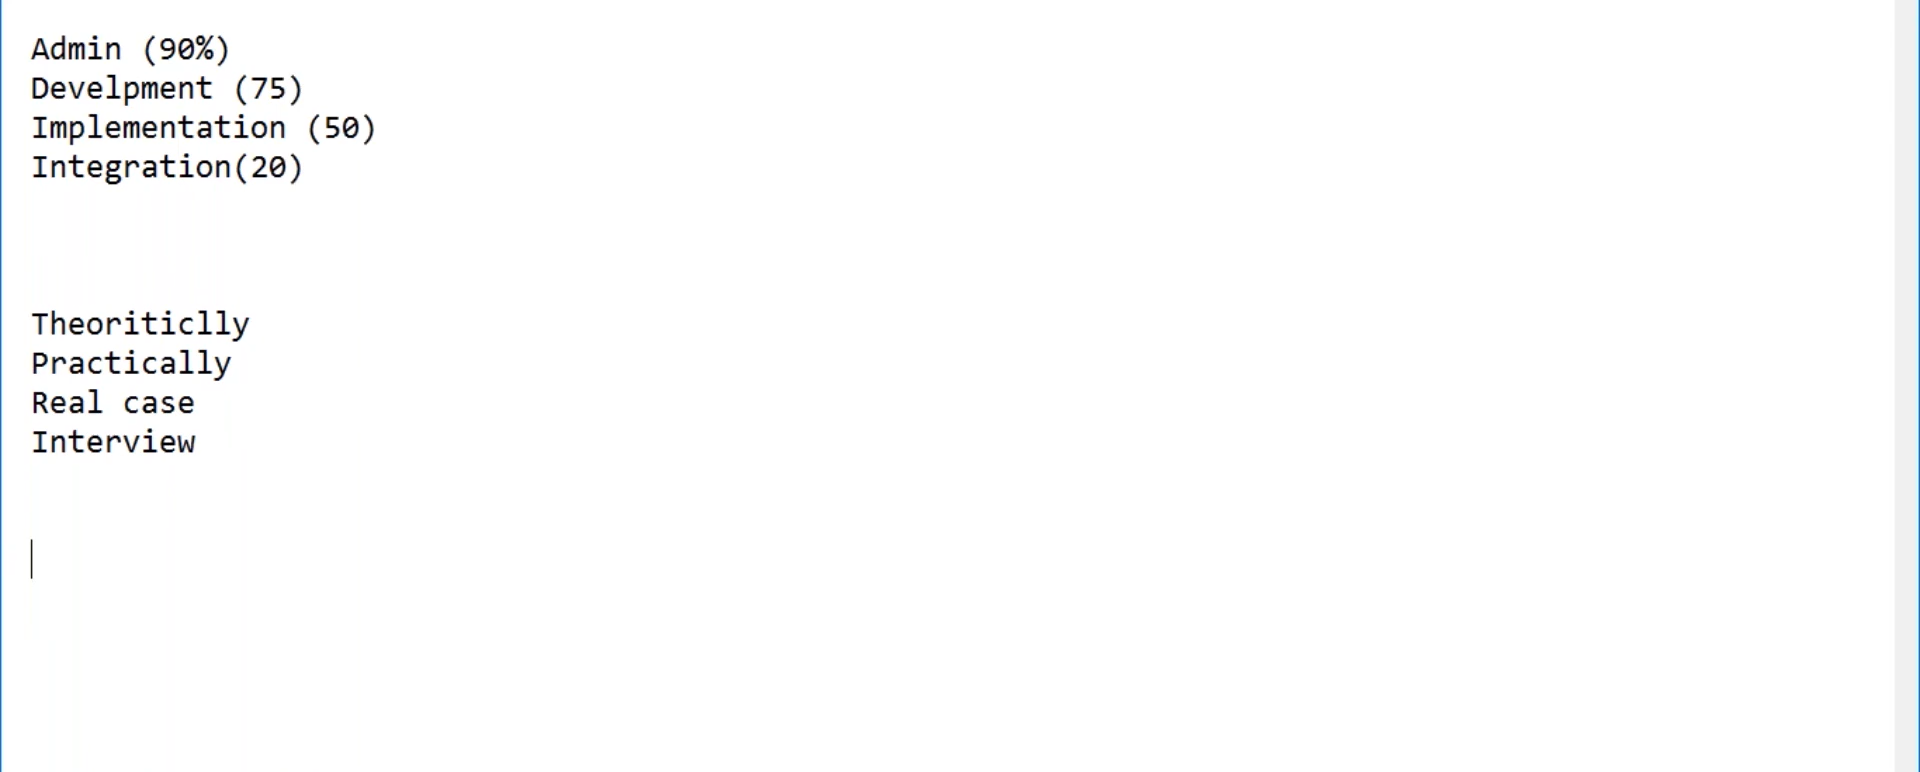 Admin (90%)
Develpment (75)
Implementation (50)
Integration(20)
Theoriticlly
Practically
Real case
Interview